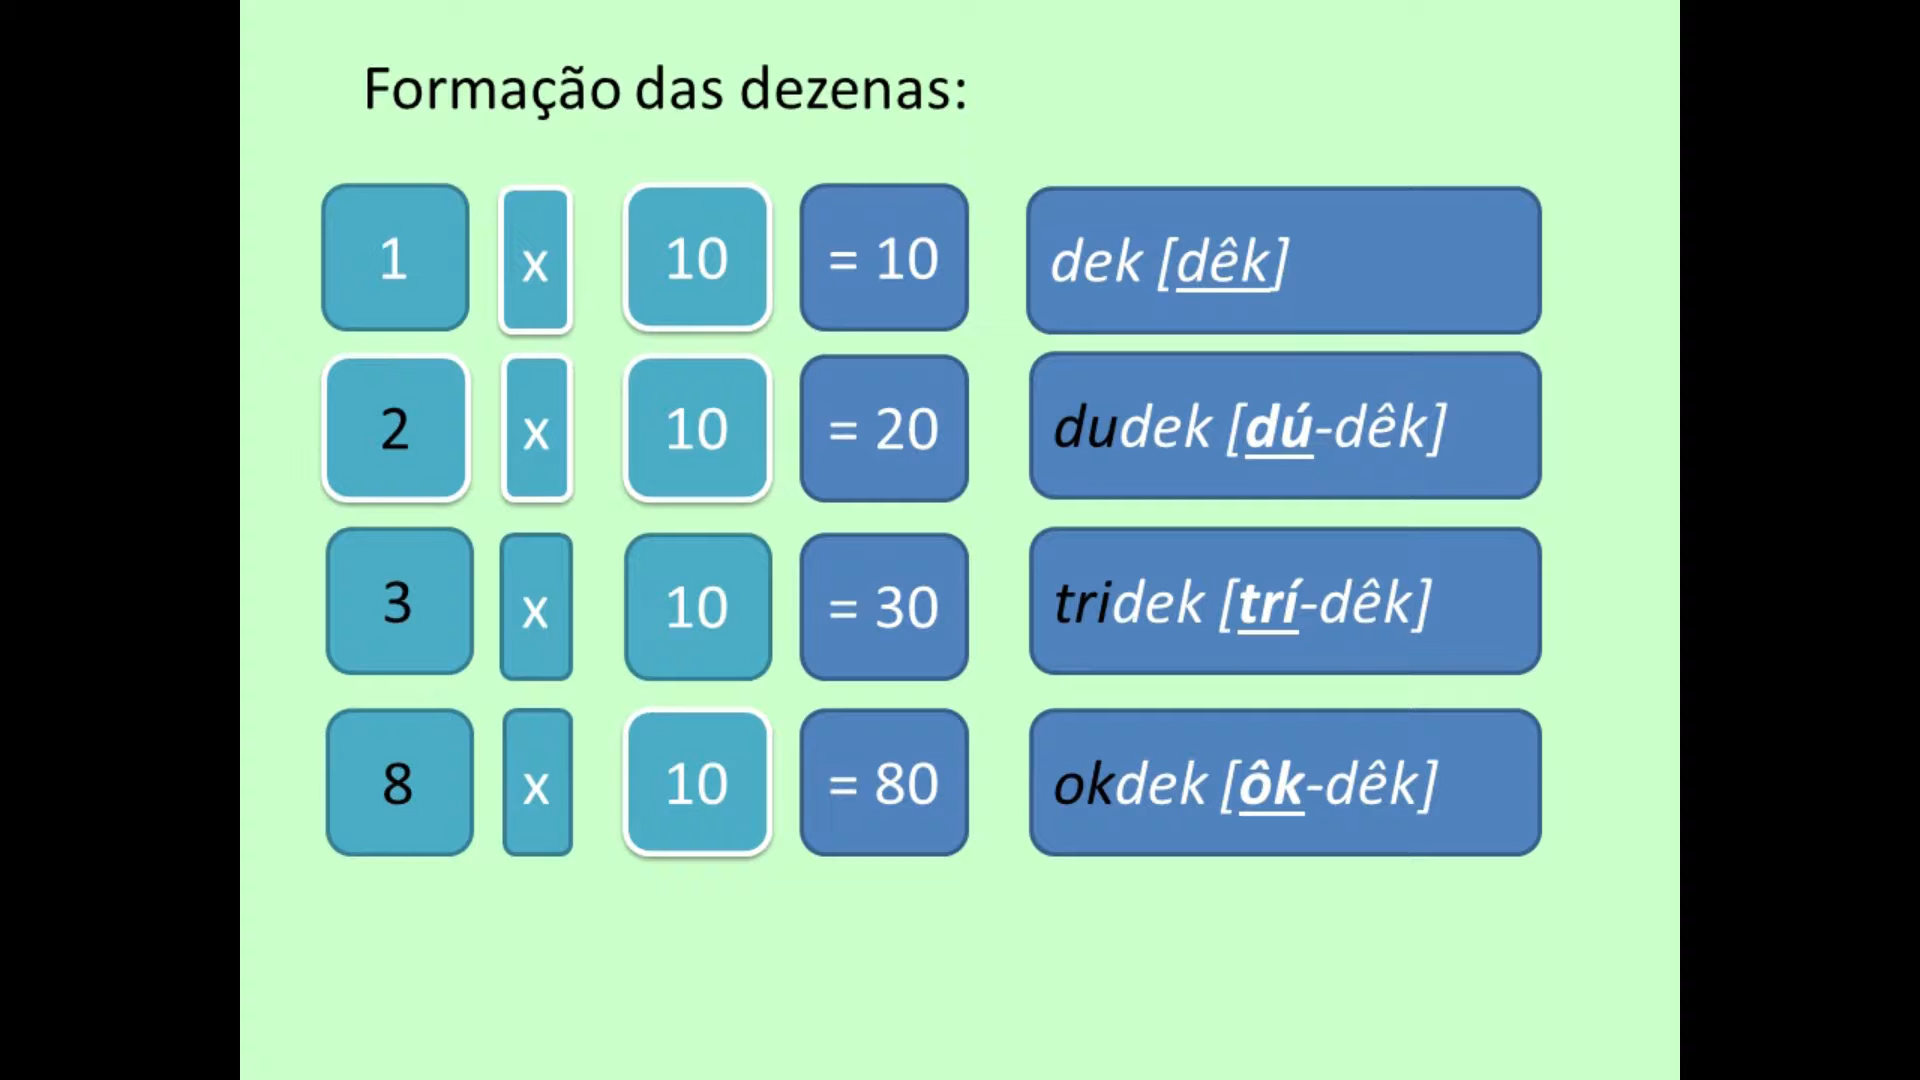 Formação das dezenas:
1 x 10 = 10 dek [dêk]
2 x 10 = 20 dudek [dú-dêk]
3 x 10 = 30 tridek [trí-dêk]
8 x 10 = 80 okdek [ôk-dêk]